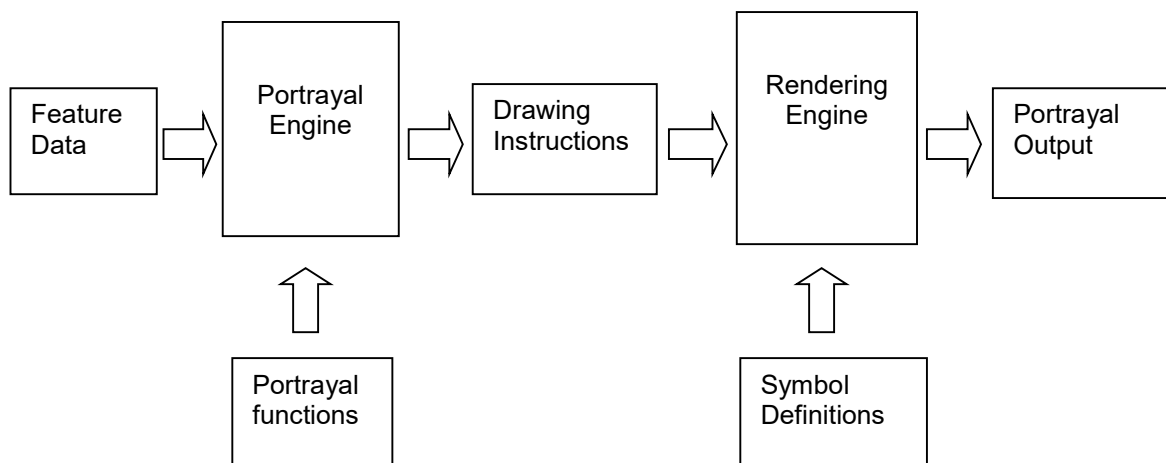 Feature
Data
Portrayal
Engine
Drawing
Instructions
Rendering
Engine
Portrayal
Output
Portrayal
functions
Symbol
Definitions